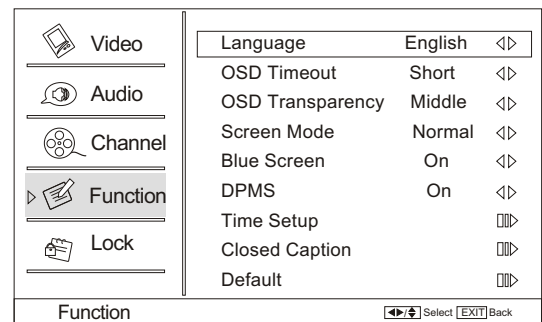 Video
Audio
Channel
Function
Lock
Language English
OSD Timeout Short
OSD Transparency Middle
Screen Mode Normal
Blue Screen On
DPMS On
Time Setup
Closed Caption
Default
Function
/ Select EXIT Back